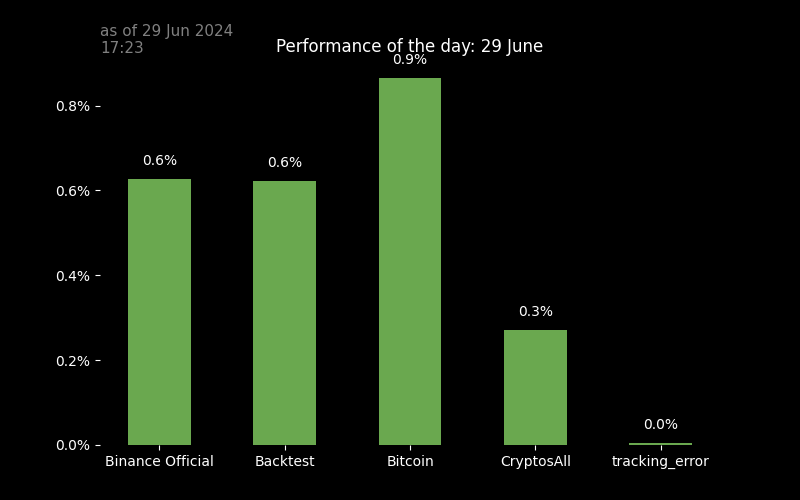 as of 29 Jun 2024
17:23
Performance of the day: 29 June
0.9%
0.8%
0.6%
0.6%
0.6%
0.4%
0.3%
0.2%
0.0%
0.0%
Binance Official
Backtest
Bitcoin
CryptosAll
tracking_error